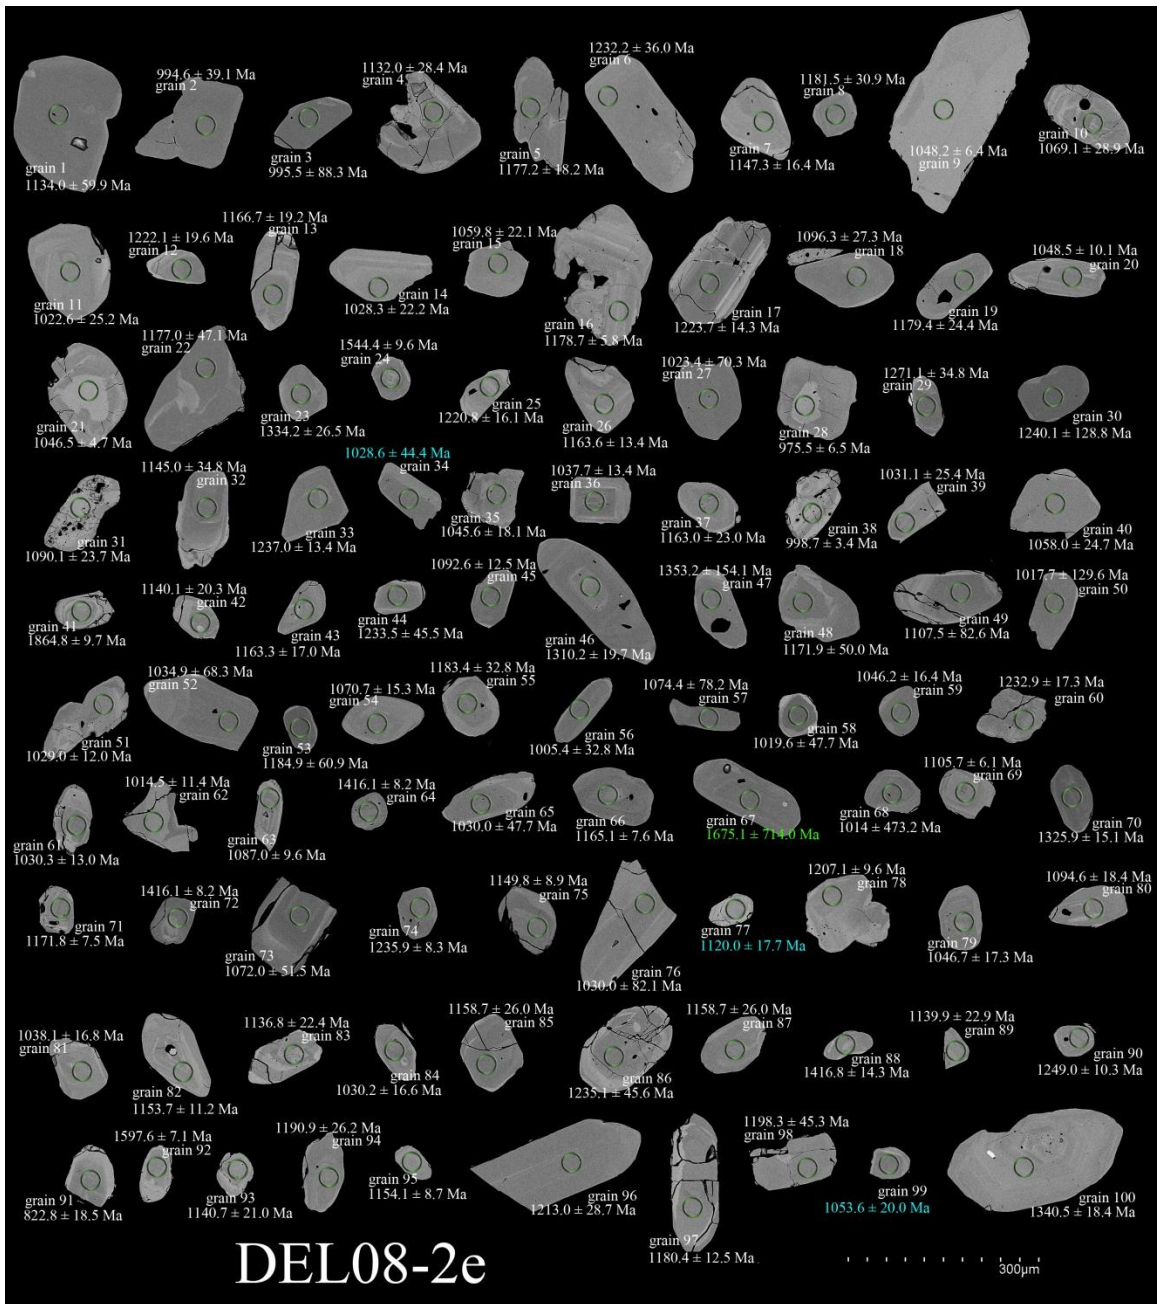 grain 1
1134.0 ± 59.9 Ma
994.6 ± 39.1 Ma
grain 2
grain 3
995.5 ± 88.3 Ma
1132.0 ± 28.4 Ma
grain 4
grain 5
1177.2 ± 18.2 Ma
1232.2 ± 36.0 Ma
grain 6
grain 7
1147.3 ± 16.4 Ma
1181.5 ± 30.9 Ma
grain 8
1048.2 ± 6.4 Ma
grain 9
grain 10
1069.1 ± 28.9 Ma
grain 11
1022.6 ± 25.2 Ma
1222.1 ± 19.6 Ma
grain 12
1166.7 ± 19.2 Ma
grain 13
grain 14
1028.3 ± 22.2 Ma
1059.8 ± 22.1 Ma
grain 15
grain 16
1178.7 ± 5.8 Ma
grain 17
1223.7 ± 14.3 Ma
1096.3 ± 27.3 Ma
grain 18
grain 19
1179.4 ± 24.4 Ma
1048.5 ± 10.1 Ma
grain 20
grain 21
1046.5 ± 4.7 Ma
1177.0 ± 47.1 Ma
grain 22
grain 23
1334.2 ± 26.5 Ma
1544.4 ± 9.6 Ma
grain 24
grain 25
1220.8 ± 16.1 Ma
grain 26
1163.6 ± 13.4 Ma
1023.4 ± 70.3 Ma
grain 27
grain 28
975.5 ± 6.5 Ma
1271.1 ± 34.8 Ma
grain 29
grain 30
1240.1 ± 128.8 Ma
grain 31
1090.1 ± 23.7 Ma
1145.0 ± 34.8 Ma
grain 32
grain 33
1237.0 ± 13.4 Ma
1028.6 ± 44.4 Ma
grain 34
grain 35
1045.6 ± 18.1 Ma
1037.7 ± 13.4 Ma
grain 36
grain 37
1163.0 ± 23.0 Ma
grain 38
998.7 ± 3.4 Ma
1031.1 ± 25.4 Ma
grain 39
grain 40
1058.0 ± 24.7 Ma
grain 41
1864.8 ± 9.7 Ma
1140.1 ± 20.3 Ma
grain 42
grain 43
1163.3 ± 17.0 Ma
grain 44
1233.5 ± 45.5 Ma
1092.6 ± 12.5 Ma
grain 45
grain 46
1310.2 ± 19.7 Ma
1353.2 ± 154.1 Ma
grain 47
grain 48
1171.9 ± 50.0 Ma
grain 49
1107.5 ± 82.6 Ma
1017.7 ± 129.6 Ma
grain 50
grain 51
1029.0 ± 12.0 Ma
1034.9 ± 68.3 Ma
grain 52
grain 53
1184.9 ± 60.9 Ma
1070.7 ± 15.3 Ma
grain 54
1183.4 ± 32.8 Ma
grain 55
grain 56
1005.4 ± 32.8 Ma
1074.4 ± 78.2 Ma
grain 57
grain 58
1019.6 ± 47.7 Ma
1046.2 ± 16.4 Ma
grain 59
1232.9 ± 17.3 Ma
grain 60
grain 61
1030.3 ± 13.0 Ma
1014.5 ± 11.4 Ma
grain 62
grain 63
1087.0 ± 9.6 Ma
1416.1 ± 8.2 Ma
grain 64
grain 65
1030.0 ± 47.7 Ma
grain 66
1165.1 ± 7.6 Ma
grain 67
1675.1 ± 714.0 Ma
grain 68
1014 ± 473.2 Ma
1105.7 ± 6.1 Ma
grain 69
grain 70
1325.9 ± 15.1 Ma
grain 71
1171.8 ± 7.5 Ma
1416.1 ± 8.2 Ma
grain 72
grain 73
1072.0 ± 51.5 Ma
grain 74
1235.9 ± 8.3 Ma
1149.8 ± 8.9 Ma
grain 75
grain 76
1030.0 ± 82.1 Ma
grain 77
1120.0 ± 17.7 Ma
1207.1 ± 9.6 Ma
grain 78
grain 79
1046.7 ± 17.3 Ma
1094.6 ± 18.4 Ma
grain 80
1038.1 ± 16.8 Ma
grain 81
grain 82
1153.7 ± 11.2 Ma
1136.8 ± 22.4 Ma
grain 83
grain 84
1030.2 ± 16.6 Ma
1158.7 ± 26.0 Ma
grain 85
grain 86
1235.1 ± 45.6 Ma
1158.7 ± 26.0 Ma
grain 87
grain 88
1416.8 ± 14.3 Ma
1139.9 ± 22.9 Ma
grain 89
grain 90
1249.0 ± 10.3 Ma
grain 91
822.8 ± 18.5 Ma
1597.6 ± 7.1 Ma
grain 92
grain 93
1140.7 ± 21.0 Ma
1190.9 ± 26.2 Ma
grain 94
grain 95
1154.1 ± 8.7 Ma
grain 96
1213.0 ± 28.7 Ma
grain 97
1180.4 ± 12.5 Ma
1198.3 ± 45.3 Ma
grain 98
grain 99
1053.6 ± 20.0 Ma
grain 100
1340.5 ± 18.4 Ma
DEL08-2e
300µm